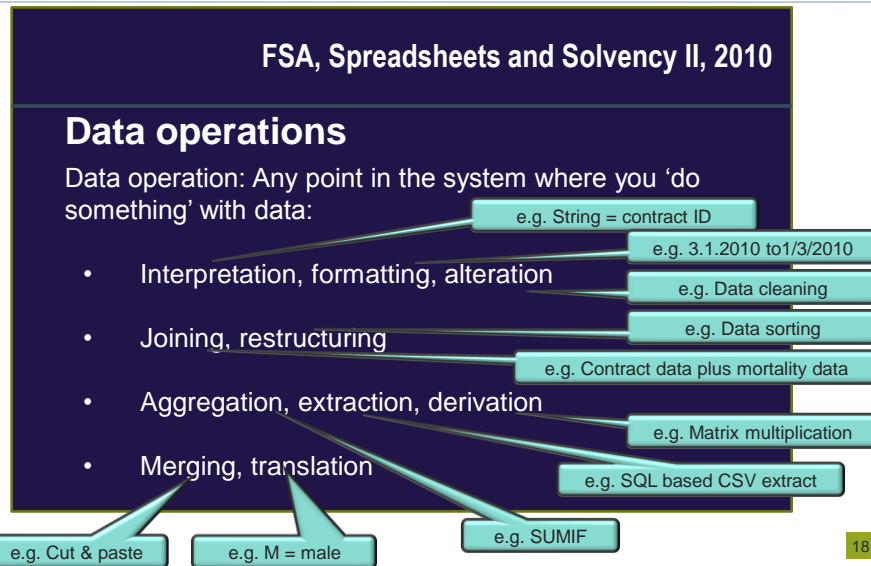 FSA, Spreadsheets and Solvency II, 2010
Data operations
Data operation: Any point in the system where you ‘do
something’ with data:
e.g. String = contract ID
e.g. 3.1.2010 to1/3/2010
• Interpretation, formatting, alteration
e.g. Data cleaning
e.g. Data sorting
• Joining, restructuring
e.g. Contract data plus mortality data
• Aggregation, extraction, derivation
e.g. Matrix multiplication
• Merging, translation
e.g. SQL based CSV extract
e.g. SUMIF
e.g. Cut & paste
e.g. M = male
18